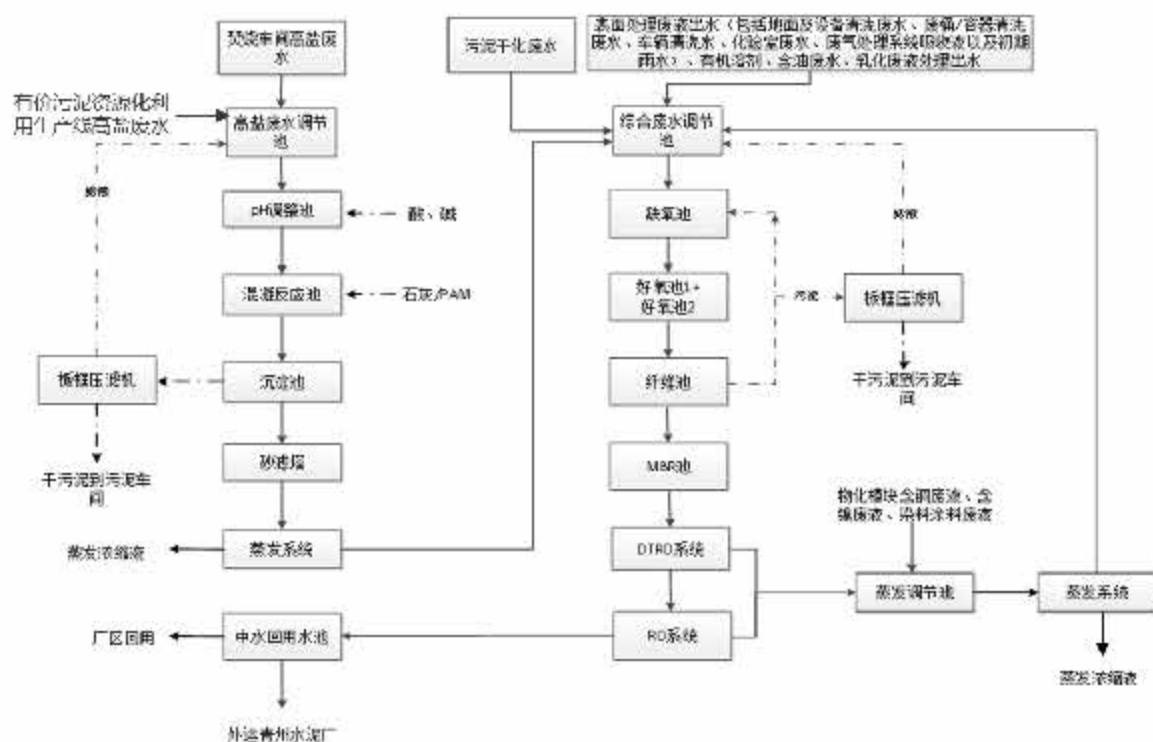 焚烧车间高盐废
水
污泥干化废水
表面处理废液出水（包括地面及设备清洗废水、废桶/容器清洗
废水、车辆清洗水、化验室废水、废气处理系统吸收液以及初期
雨水）、有机溶剂、含油废水、乳化废液处理出水
有价污泥资源化利
用生产线高盐废水
高盐废水调节
池
综合废水调节
池
滤液
pH调整池
酸、碱
缺氧池
滤液
混凝反应池
石灰/PAM
好氧池1+
好氧池2
污泥
板框压滤机
板框压滤机
沉淀池
纤维池
干污泥到污泥车
间
砂滤塔
MBR池
干污泥到污泥车
间
物化模块含铜废液、含
镍废液、染料涂料废液
蒸发浓缩液
蒸发系统
DTRO系统
蒸发调节池
蒸发系统
厂区回用
中水回用水池
RO系统
蒸发浓缩液
外运青州水泥厂